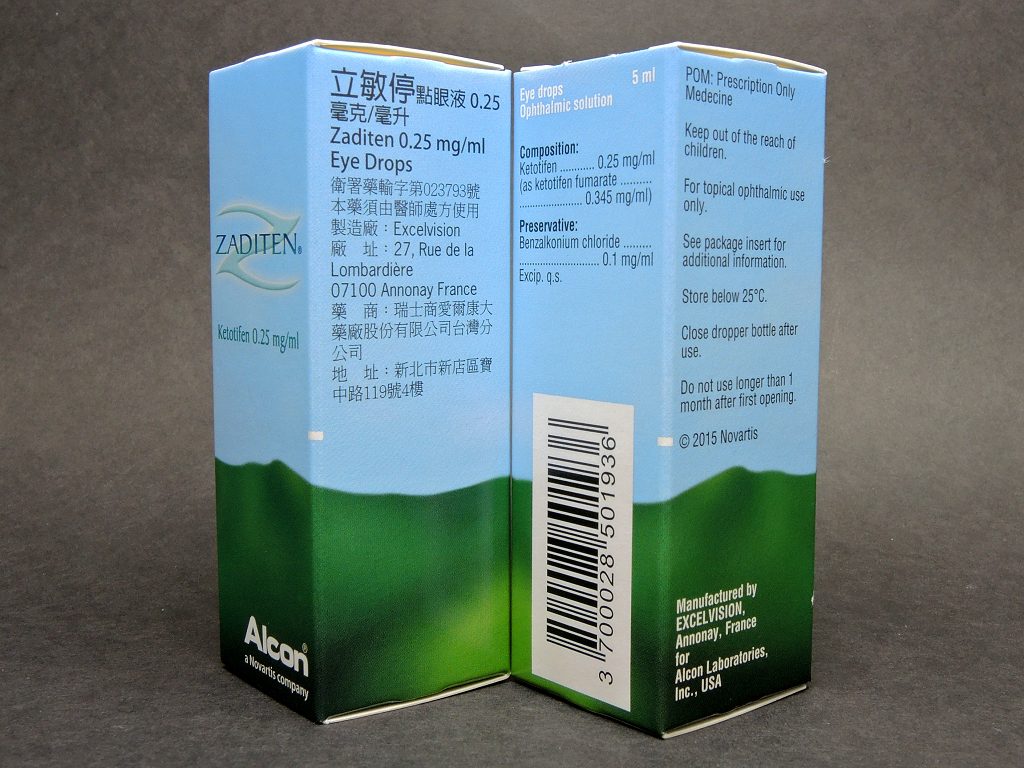 ZADITEN®
Ketotifen 0.25 mg/ml
Alcon®
a Novartis company
立敏停點眼液 0.25
毫克/毫升
Zaditen 0.25 mg/ml
Eye Drops
衛署藥輸字第023793號
本藥須由醫師處方使用
製造廠：Excelvision
廠　址：27, Rue de la
Lombardière
07100 Annonay France
藥　商：瑞士商愛爾康大
藥廠股份有限公司台灣分
公司
地　址：新北市新店區寶
中路119號4樓
Eye drops
Ophthalmic solution
5 ml
Composition:
Ketotifen ............ 0.25 mg/ml
(as ketotifen fumarate ..........
...................... 0.345 mg/ml)
Preservative:
Benzalkonium chloride .........
............................ 0.1 mg/ml
Excip. q.s.
3 700028 501936
POM: Prescription Only
Medecine
Keep out of the reach of
children.
For topical ophthalmic use
only.
See package insert for
additional information.
Store below 25°C.
Close dropper bottle after
use.
Do not use longer than 1
month after first opening.
© 2015 Novartis
Manufactured by
EXCELVISION,
Annonay, France
for
Alcon Laboratories,
Inc., USA